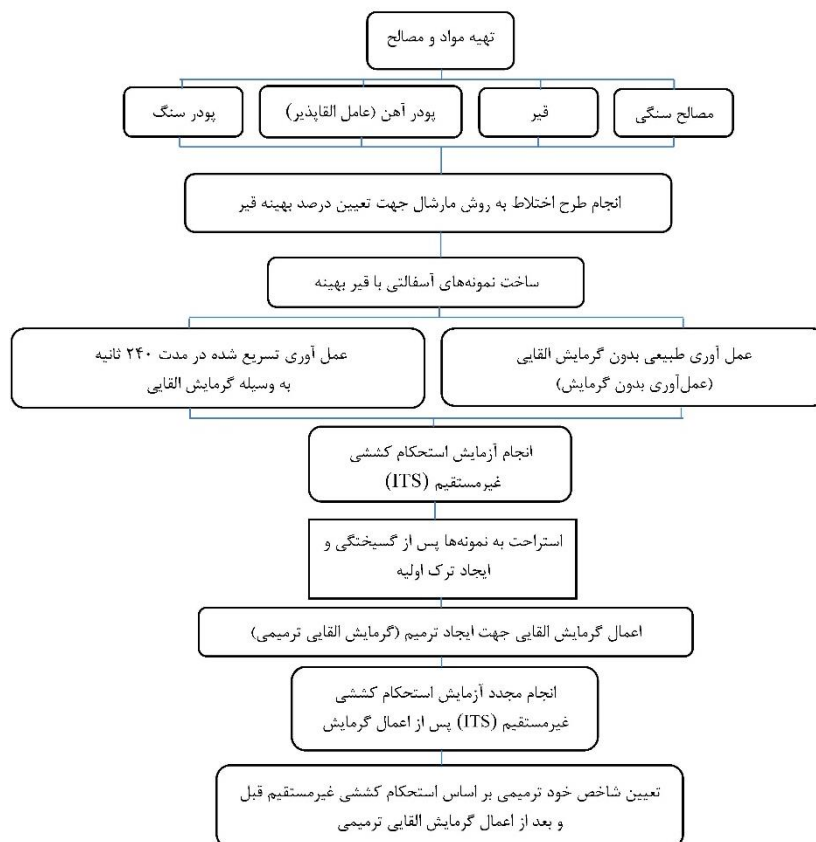 تهیه مواد و مصالح
مصالح سنگی
قیر
پودر آهن (عامل القاپذیر)
پودر سنگ
انجام طرح اختلاط به روش مارشال جهت تعیین درصد بهینه قیر
ساخت نمونه‌های آسفالتی با قیر بهینه
عمل آوری طبیعی بدون گرمایش القایی
(عمل‌آوری بدون گرمایش)
عمل آوری تسریع شده در مدت ۲۴۰ ثانیه
به وسیله گرمایش القایی
انجام آزمایش استحکام کششی
غیرمستقیم (ITS)
استراحت به نمونه‌ها پس از گسیختگی و
ایجاد ترک اولیه
اعمال گرمایش القایی جهت ایجاد ترمیم (گرمایش القایی ترمیمی)
انجام مجدد آزمایش استحکام کششی
غیرمستقیم (ITS) پس از اعمال گرمایش
تعیین شاخص خود ترمیمی بر اساس استحکام کششی غیرمستقیم قبل
و بعد از اعمال گرمایش القایی ترمیمی